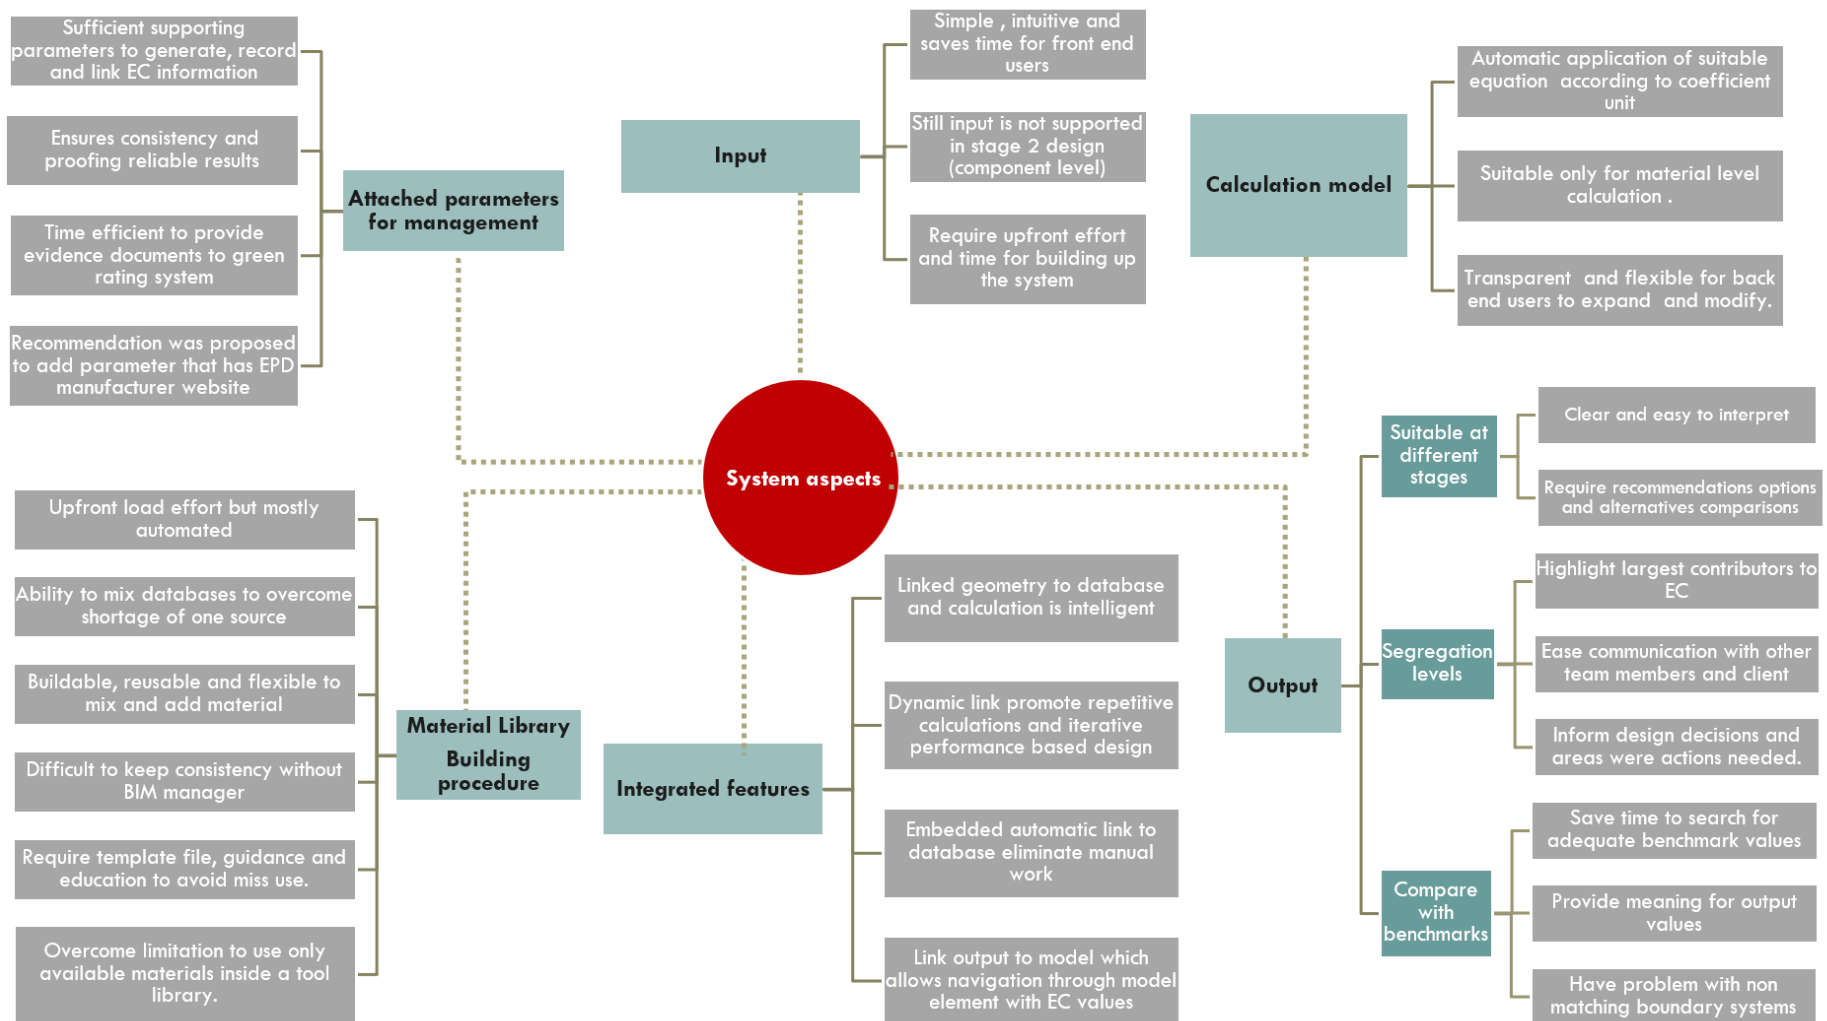 Sufficient supporting
parameters to generate, record
and link EC information
Ensures consistency and
proofing reliable results
Time efficient to provide
evidence documents to green
rating system
Recommendation was proposed
to add parameter that has EPD
manufacturer website
Attached parameters
for management
Input
Simple , intuitive and
saves time for front end
users
Still input is not supported
in stage 2 design
(component level)
Require upfront effort
and time for building up
the system
Calculation model
Automatic application of suitable
equation according to coefficient
unit
Suitable only for material level
calculation .
Transparent and flexible for back
end users to expand and modify.
System aspects
Upfront load effort but mostly
automated
Ability to mix databases to overcome
shortage of one source
Buildable, reusable and flexible to
mix and add material
Difficult to keep consistency without
BIM manager
Require template file, guidance and
education to avoid miss use.
Overcome limitation to use only
available materials inside a tool
library.
Material Library
Building
procedure
Integrated features
Linked geometry to database
and calculation is intelligent
Dynamic link promote repetitive
calculations and iterative
performance based design
Embedded automatic link to
database eliminate manual
work
Link output to model which
allows navigation through model
element with EC values
Output
Suitable at
different
stages
Clear and easy to interpret
Require recommendations options
and alternatives comparisons
Segregation
levels
Highlight largest contributors to
EC
Ease communication with other
team members and client
Inform design decisions and
areas were actions needed.
Compare
with
benchmarks
Save time to search for
adequate benchmark values
Provide meaning for output
values
Have problem with non
matching boundary systems